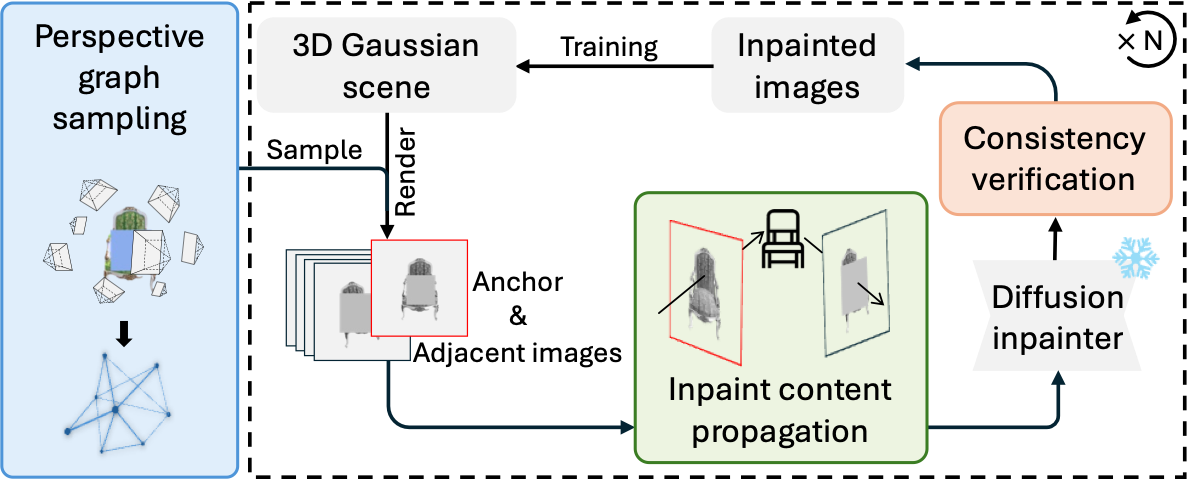 Perspective
graph
sampling
3D Gaussian
scene
Training
Inpainted
images
× N
Sample
Render
Consistency
verification
Anchor
&
Adjacent images
Diffusion
inpainter
Inpaint content
propagation